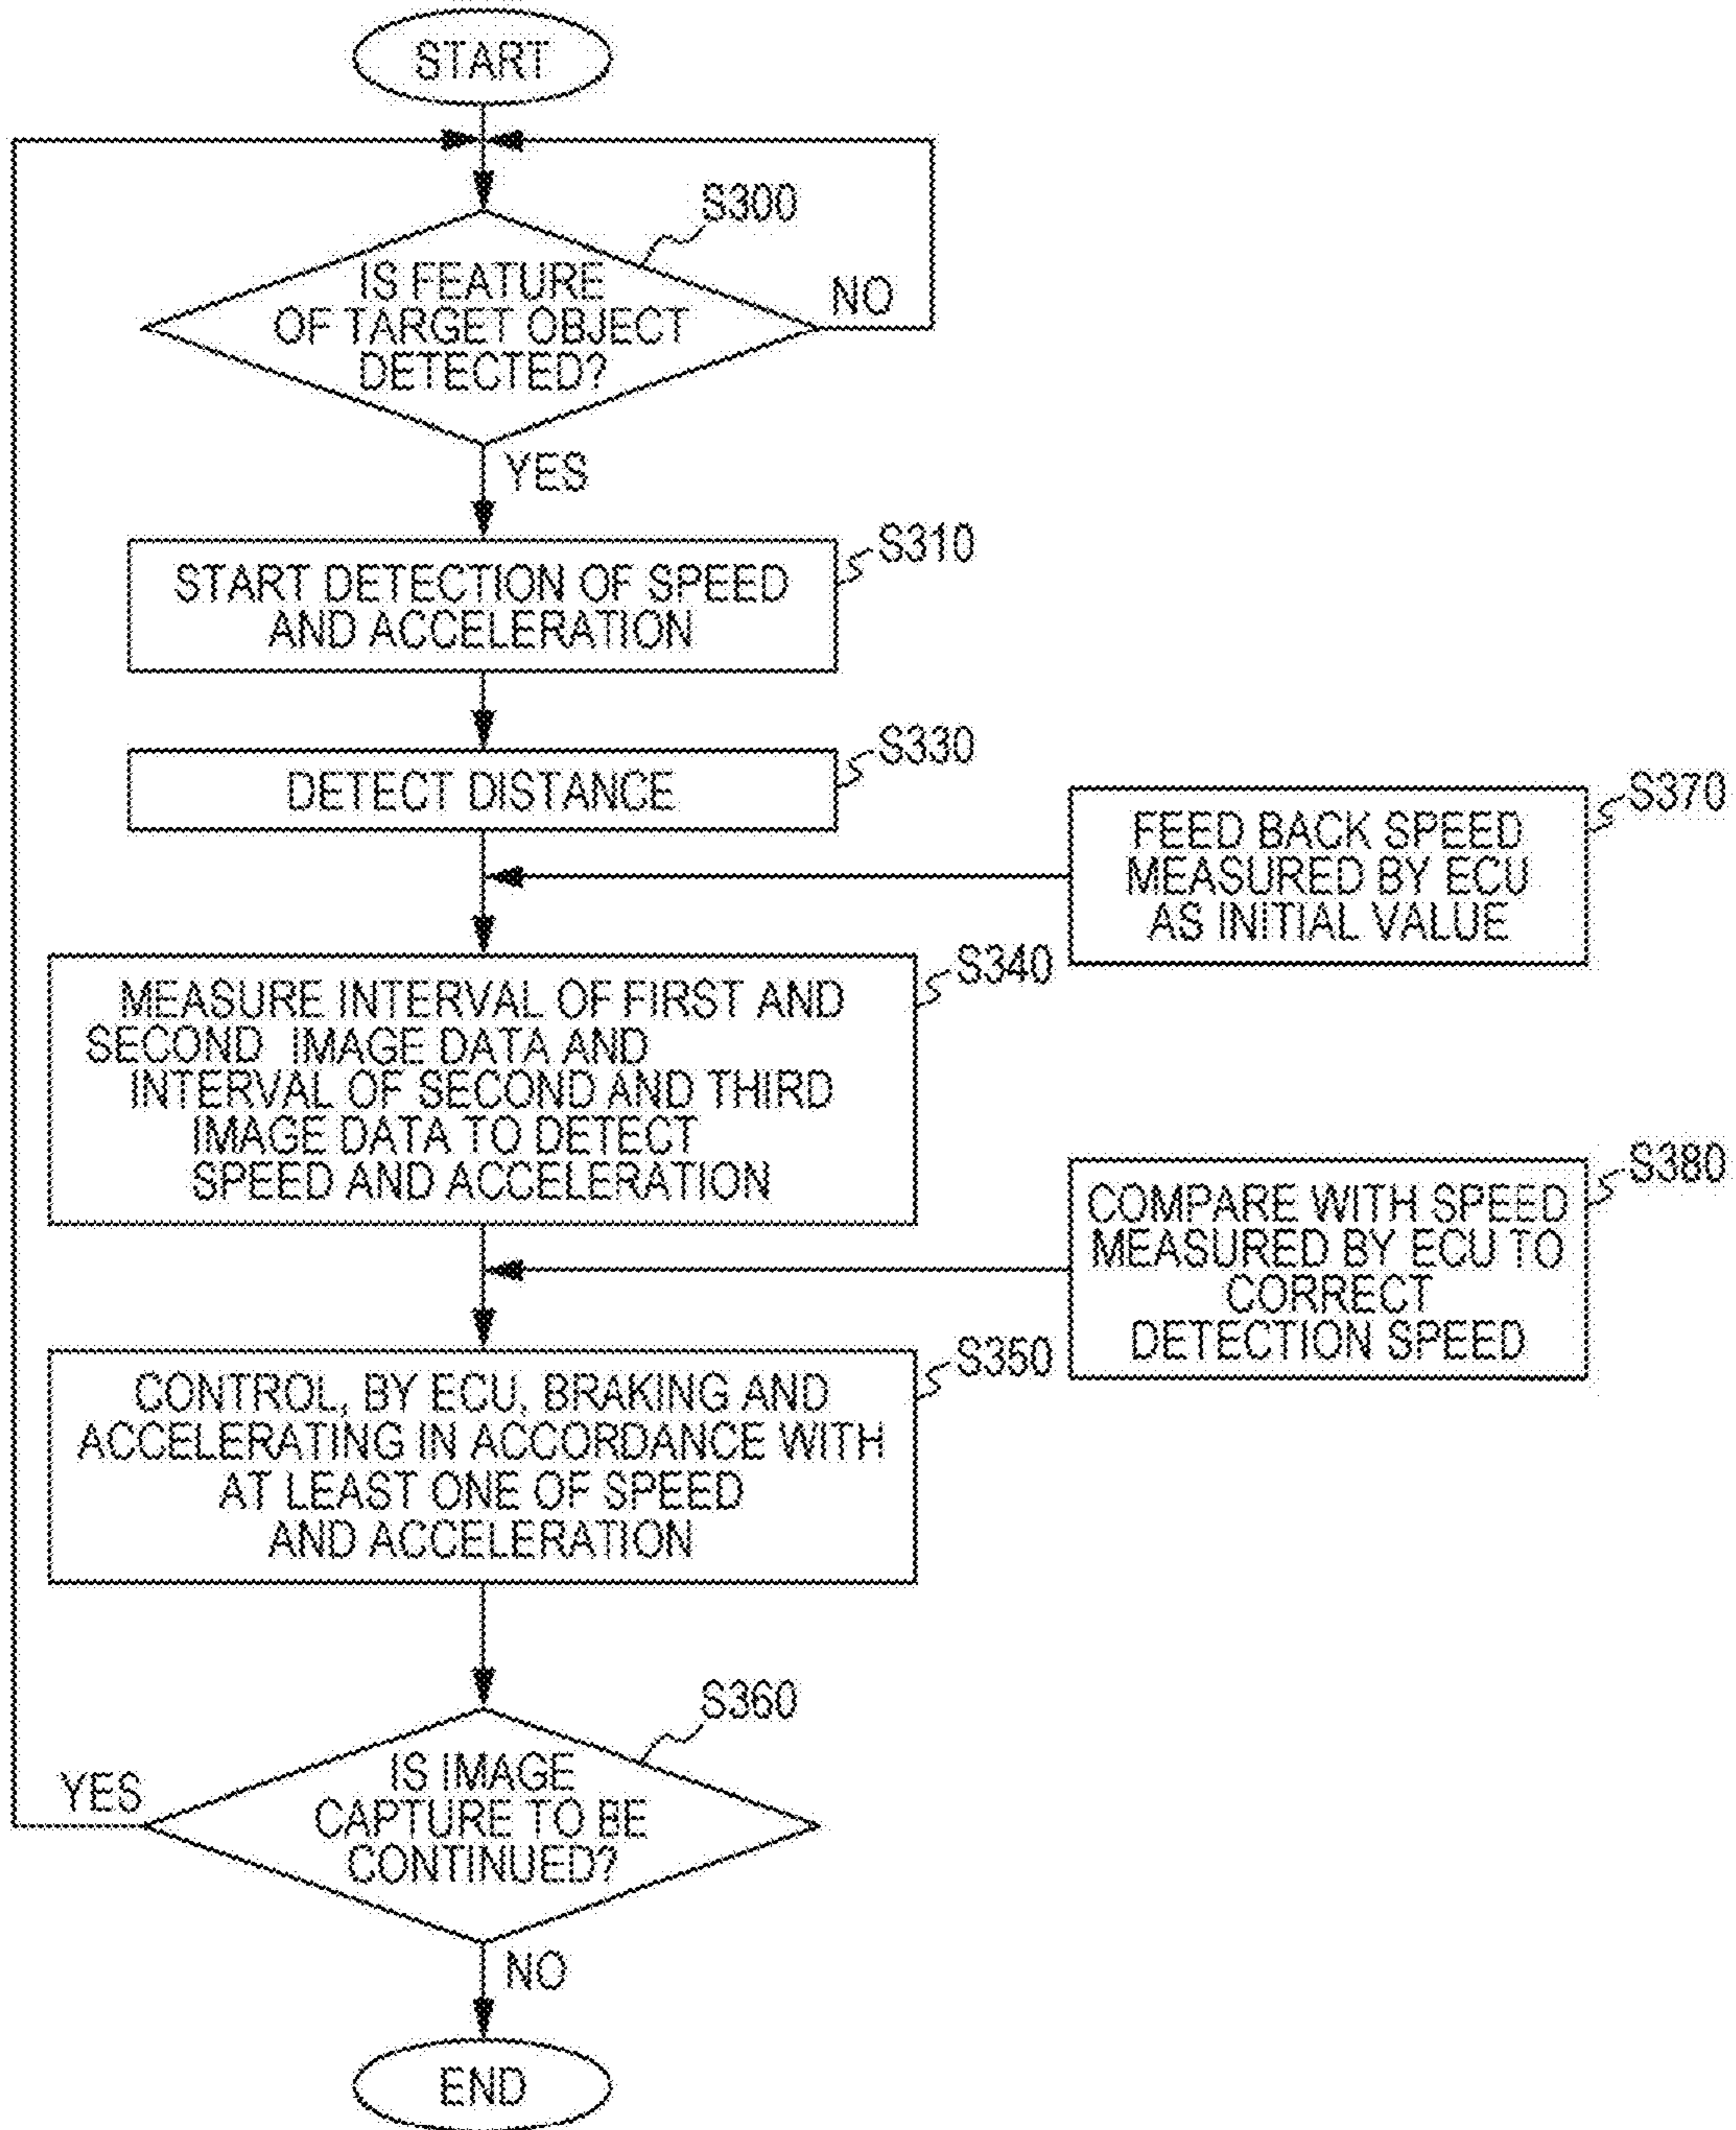 START
S300
IS FEATURE
OF TARGET OBJECT
DETECTED?
NO
YES
S310
START DETECTION OF SPEED
AND ACCELERATION
S330
DETECT DISTANCE
S370
FEED BACK SPEED
MEASURED BY ECU
AS INITIAL VALUE
S340
MEASURE INTERVAL OF FIRST AND
SECOND IMAGE DATA AND
INTERVAL OF SECOND AND THIRD
IMAGE DATA TO DETECT
SPEED AND ACCELERATION
S380
COMPARE WITH SPEED
MEASURED BY ECU TO
CORRECT
DETECTION SPEED
S350
CONTROL, BY ECU, BRAKING AND
ACCELERATING IN ACCORDANCE WITH
AT LEAST ONE OF SPEED
AND ACCELERATION
S360
IS IMAGE
CAPTURE TO BE
CONTINUED?
YES
NO
END